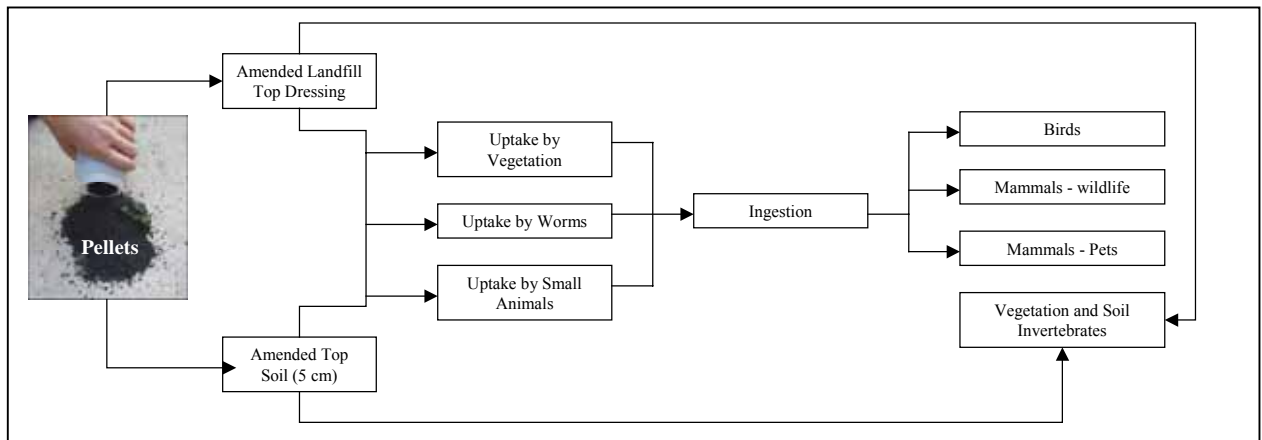 Amended Landfill
Top Dressing
Pellets
Uptake by
Vegetation
Uptake by Worms
Uptake by Small
Animals
Amended Top
Soil (5 cm)
Ingestion
Birds
Mammals - wildlife
Mammals - Pets
Vegetation and Soil
Invertebrates